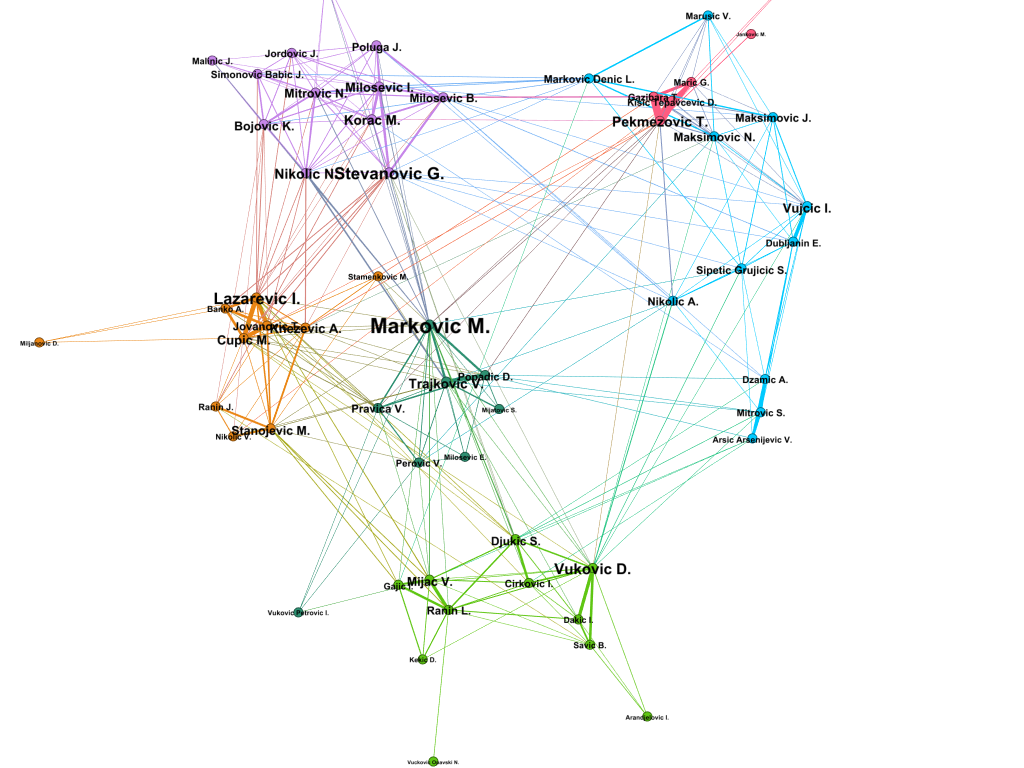 Marusic V.
Jankovic M.
Poluga J.
Jordovic J.
Malinic J.
Simonovic Babic J.
Markovic Denic L.
Maric G.
Milosevic I.
Mitrovic N.
Milosevic B.
Gazibara T.
Kisic Tepavcevic D.
Korac M.
Bojovic K.
Pekmezovic T.
Maksimovic J.
Maksimovic N.
Nikolic N.
Stevanovic G.
Vujcic I.
Dubljanin E.
Sipetic Grujicic S.
Stamenkovic M.
Lazarevic I.
Banko A.
Nikolic A.
Jovanovic T.
Knezevic A.
Markovic M.
Cupic M.
Miljanovic D.
Popadic D.
Trajkovic V.
Dzamic A.
Ranin J.
Pravica V.
Mijatovic S.
Mitrovic S.
Stanojevic M.
Nikolic V.
Arsic Arsenijevic V.
Milosevic E.
Perovic V.
Djukic S.
Vukovic D.
Mijac V.
Gajic I.
Cirkovic I.
Ranin L.
Vukovic Petrovic I.
Dakic I.
Savic B.
Kekic D.
Arandjelovic I.